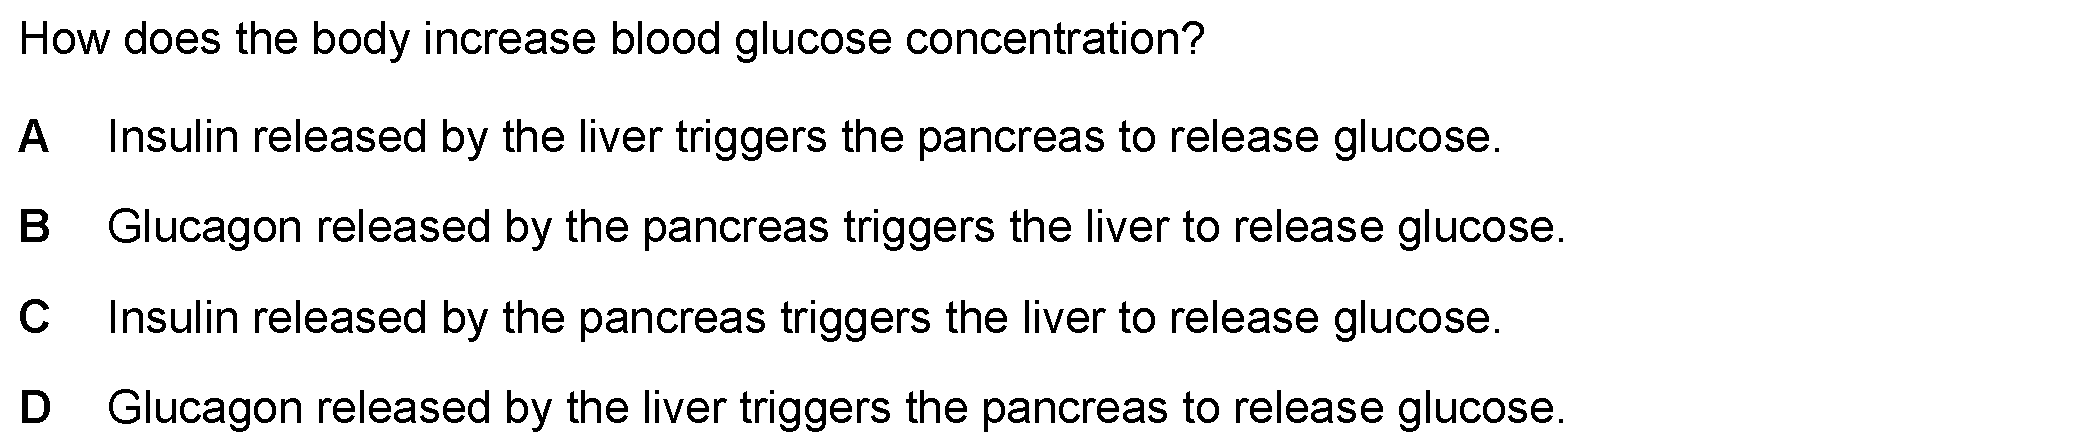 How does the body increase blood glucose concentration?
A Insulin released by the liver triggers the pancreas to release glucose.
B Glucagon released by the pancreas triggers the liver to release glucose.
C Insulin released by the pancreas triggers the liver to release glucose.
D Glucagon released by the liver triggers the pancreas to release glucose.